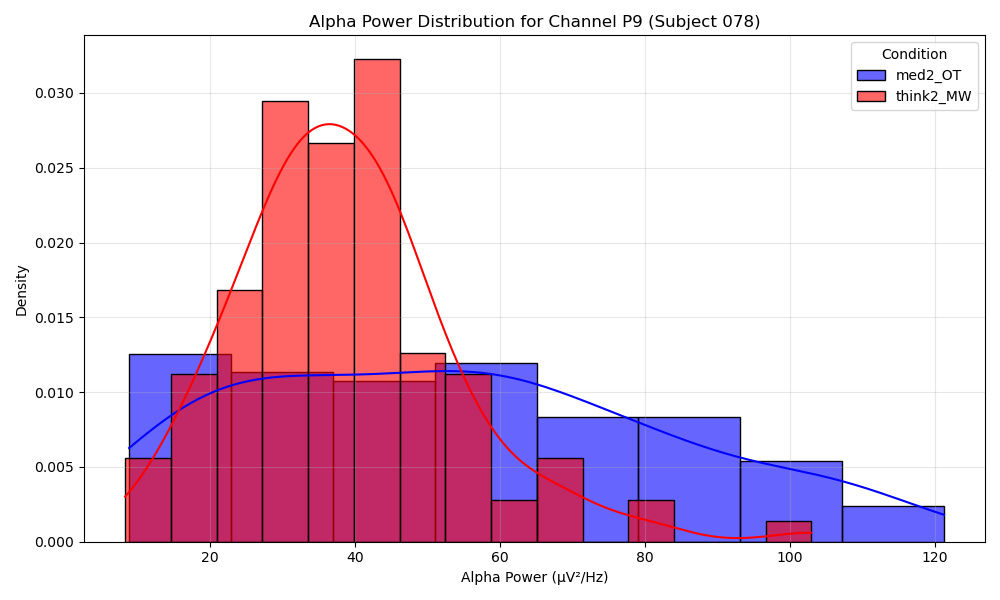 Alpha Power Distribution for Channel P9 (Subject 078)
Condition
med2_OT
think2_MW
Density
0.030
0.025
0.020
0.015
0.010
0.005
0.000
20 40 60 80 100 120
Alpha Power (µV²/Hz)